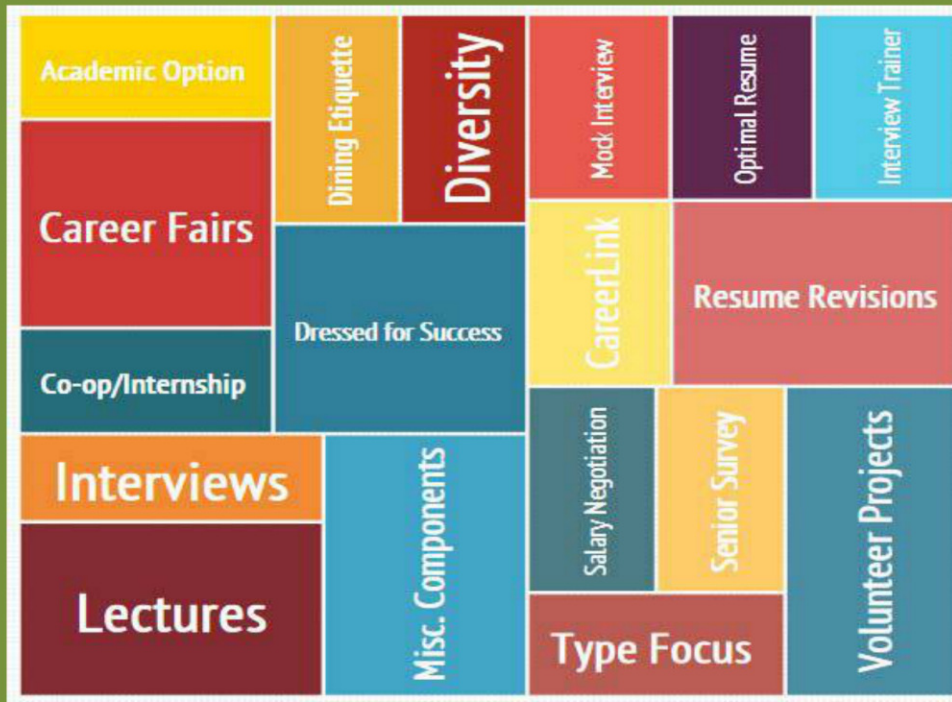 Academic Option
Dining Etiquette
Diversity
Mock Interview
Optimal Resume
Interview Trainer
Career Fairs
CareerLink
Resume Revisions
Dressed for Success
Co-op/Internship
Interviews
Misc. Components
Salary Negotiation
Senior Survey
Volunteer Projects
Lectures
Type Focus